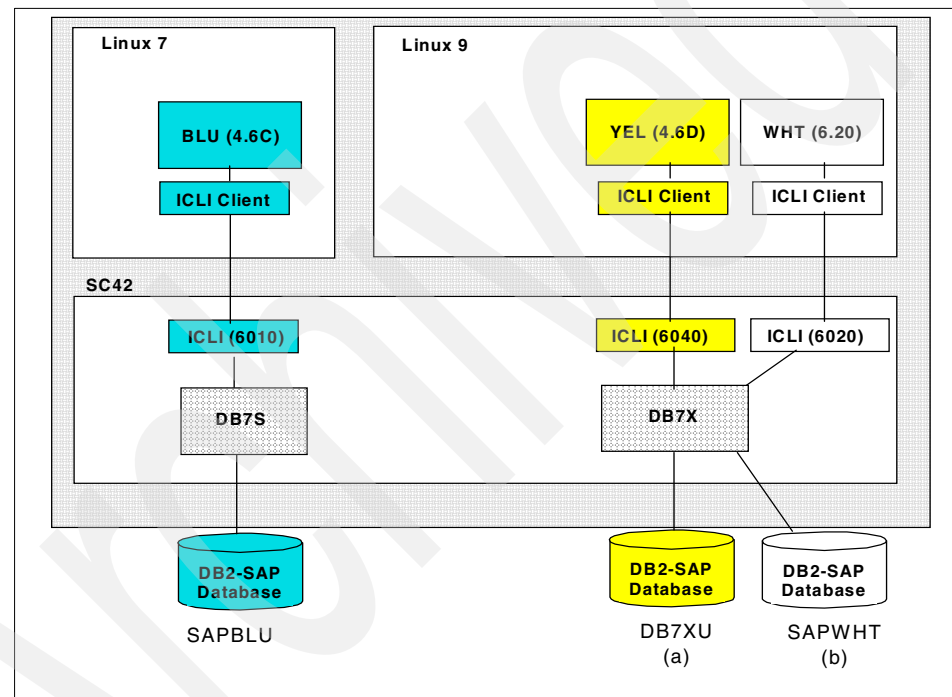 Linux 7
Linux 9
BLU (4.6C)
YEL (4.6D)
WHT (6.20)
ICLI Client
ICLI Client
ICLI Client
SC42
ICLI (6010)
ICLI (6040)
ICLI (6020)
DB7S
DB7X
DB2-SAP
Database
DB2-SAP
Database
DB2-SAP
Database
SAPBLU
DB7XU
(a)
SAPWHT
(b)
Archived